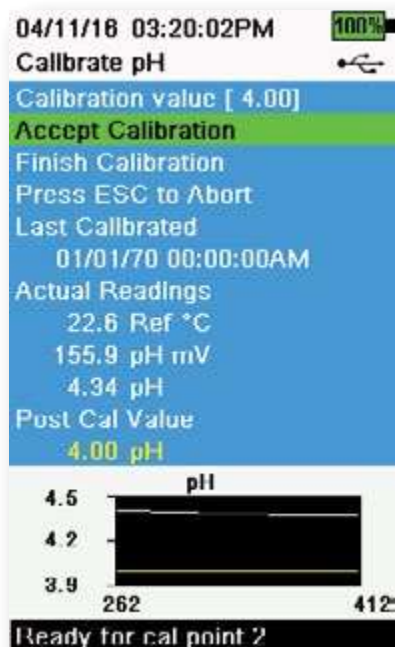 04/11/16 03:20:02PM 100%
Calibrate pH
Calibration value [ 4.00]
Accept Calibration
Finish Calibration
Press ESC to Abort
Last Calibrated
01/01/70 00:00:00AM
Actual Readings
22.6 Ref °C
155.9 pH mV
4.34 pH
Post Cal Value
4.00 pH
pH
4.5
4.2
3.9
262 412s
Ready for cal point 2